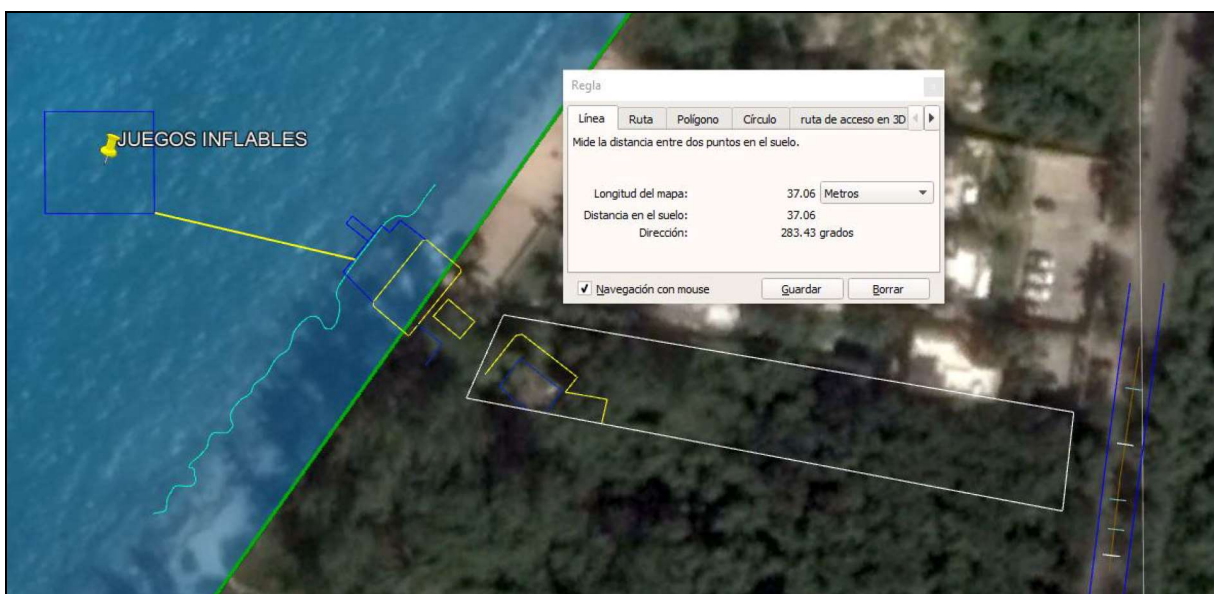 Regla
Línea Ruta Polígono Círculo ruta de acceso en 3D
Mide la distancia entre dos puntos en el suelo.
JUEGOS INFLABLES
Longitud del mapa: 37.06 Metros
Distancia en el suelo: 37.06
Dirección: 283.43 grados
Navegación con mouse Guardar Borrar